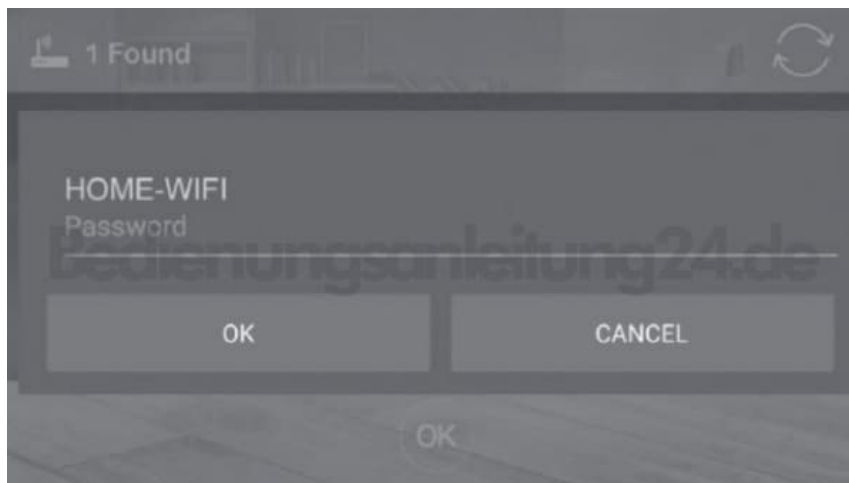 1 Found
HOME-WIFI
Password
Bedienungsanleitung24.de
OK
CANCEL
OK